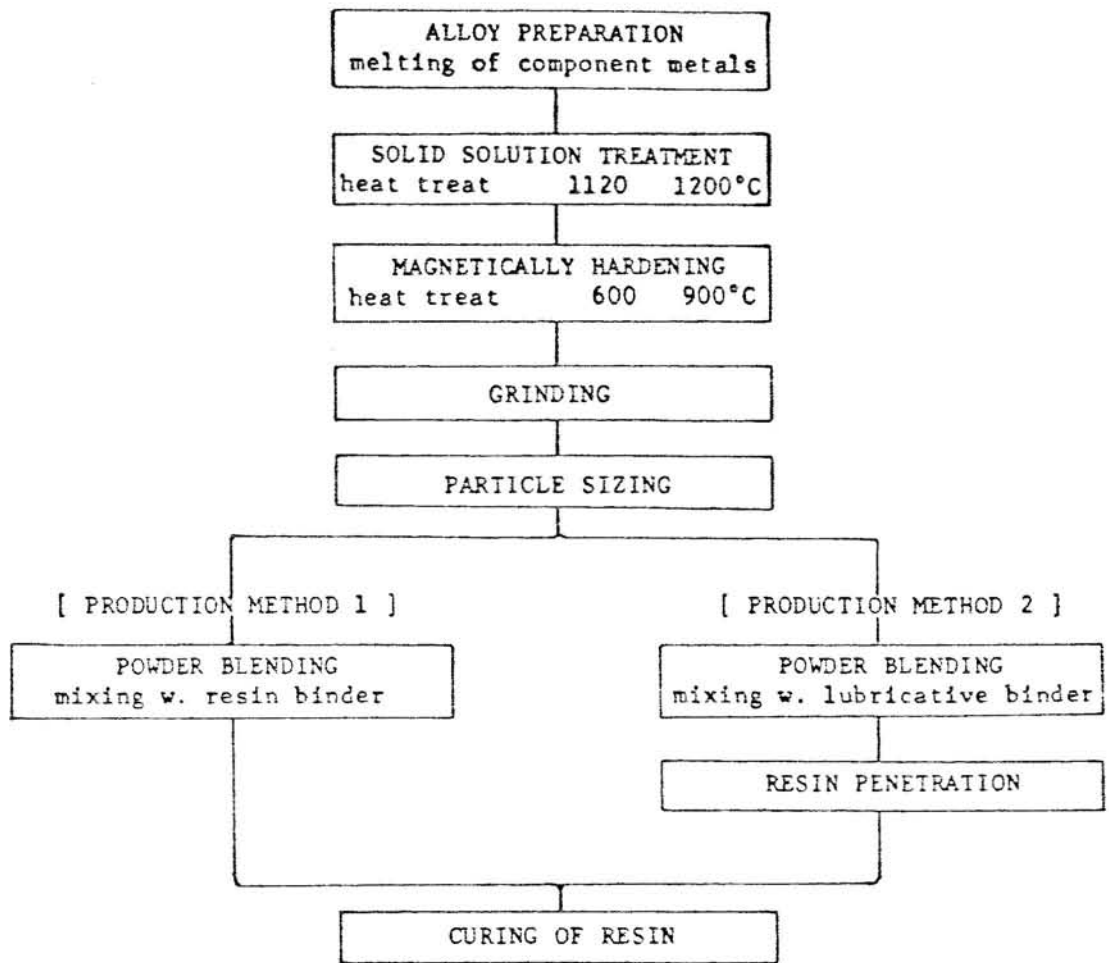 ALLOY PREPARATION
melting of component metals
SOLID SOLUTION TREATMENT
heat treat 1120 1200°C
MAGNETICALLY HARDENING
heat treat 600 900°C
GRINDING
PARTICLE SIZING
[ PRODUCTION METHOD 1 ]
POWDER BLENDING
mixing w. resin binder
[ PRODUCTION METHOD 2 ]
POWDER BLENDING
mixing w. lubricative binder
RESIN PENETRATION
CURING OF RESIN